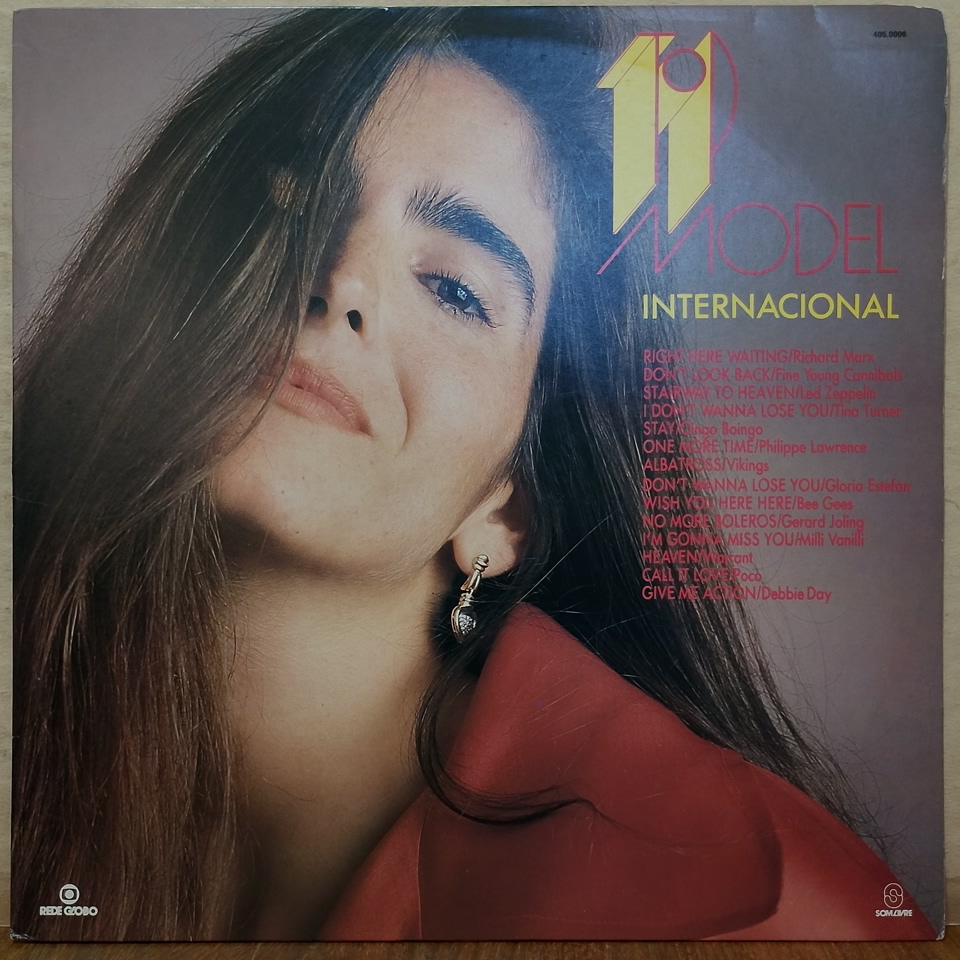 405.0006
TOP
MODEL
INTERNACIONAL
RIGHT HERE WAITING/Richard Marx
DON'T LOOK BACK/Fine Young Cannibals
STAIRWAY TO HEAVEN/Led Zeppelin
I DON'T WANNA LOSE YOU/Tina Turner
STAY/Oingo Boingo
ONE MORE TIME/Philippe Lawrence
ALBATROSS/Vikings
DON'T WANNA LOSE YOU/Gloria Estefan
WISH YOU HERE HERE/Bee Gees
NO MORE BOLEROS/Gerard Joling
I'M GONNA MISS YOU/Milli Vanilli
HEAVEN/Warrant
CALL IT LOVE/Poco
GIVE ME ACTION/Debbie Day
REDE GLOBO
SOM LIVRE